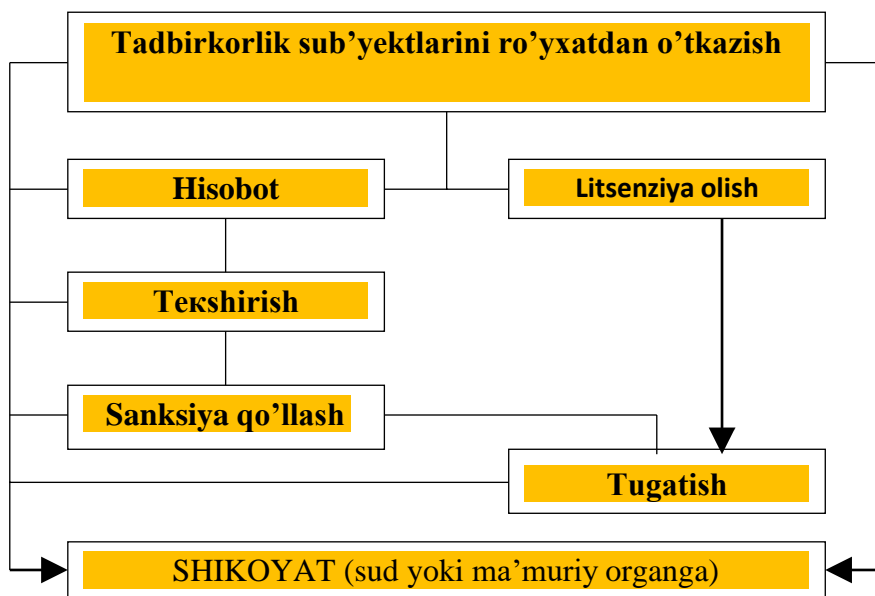 Tadbirkorlik sub’yektlarini ro’yxatdan o’tkazish
Hisobot
Litsenziya olish
Teкshirish
Sanksiya qo’llash
Tugatish
SHIKOYAT (sud yoki ma’muriy organga)